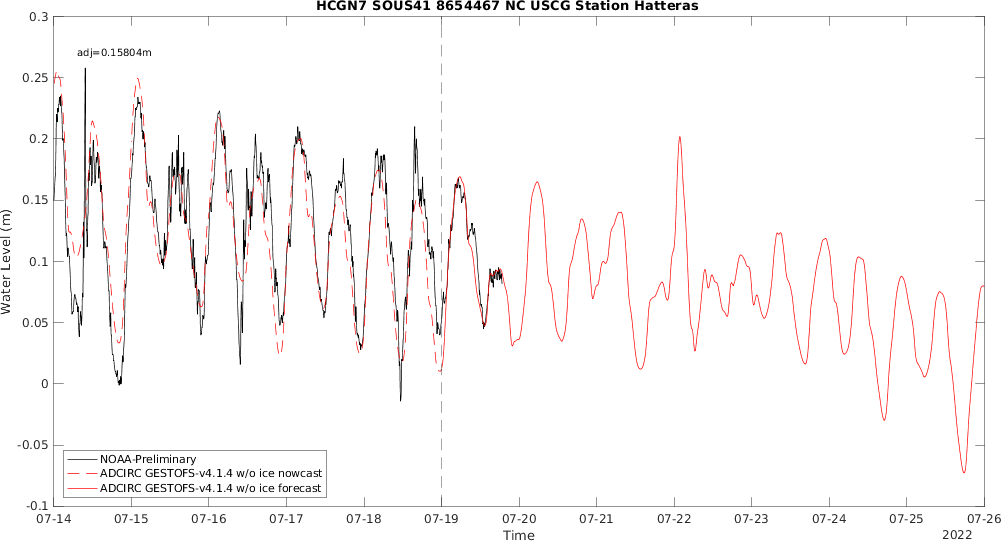 HCGN7 SOUS41 8654467 NC USCG Station Hatteras
adj=0.15804m
0.3
0.25
0.2
0.15
0.1
0.05
0
-0.05
-0.1
Water Level (m)
NOAA-Preliminary
ADCIRC GESTOFS-v4.1.4 w/o ice nowcast
ADCIRC GESTOFS-v4.1.4 w/o ice forecast
07-14 07-15 07-16 07-17 07-18 07-19 07-20 07-21 07-22 07-23 07-24 07-25 07-26
Time
2022